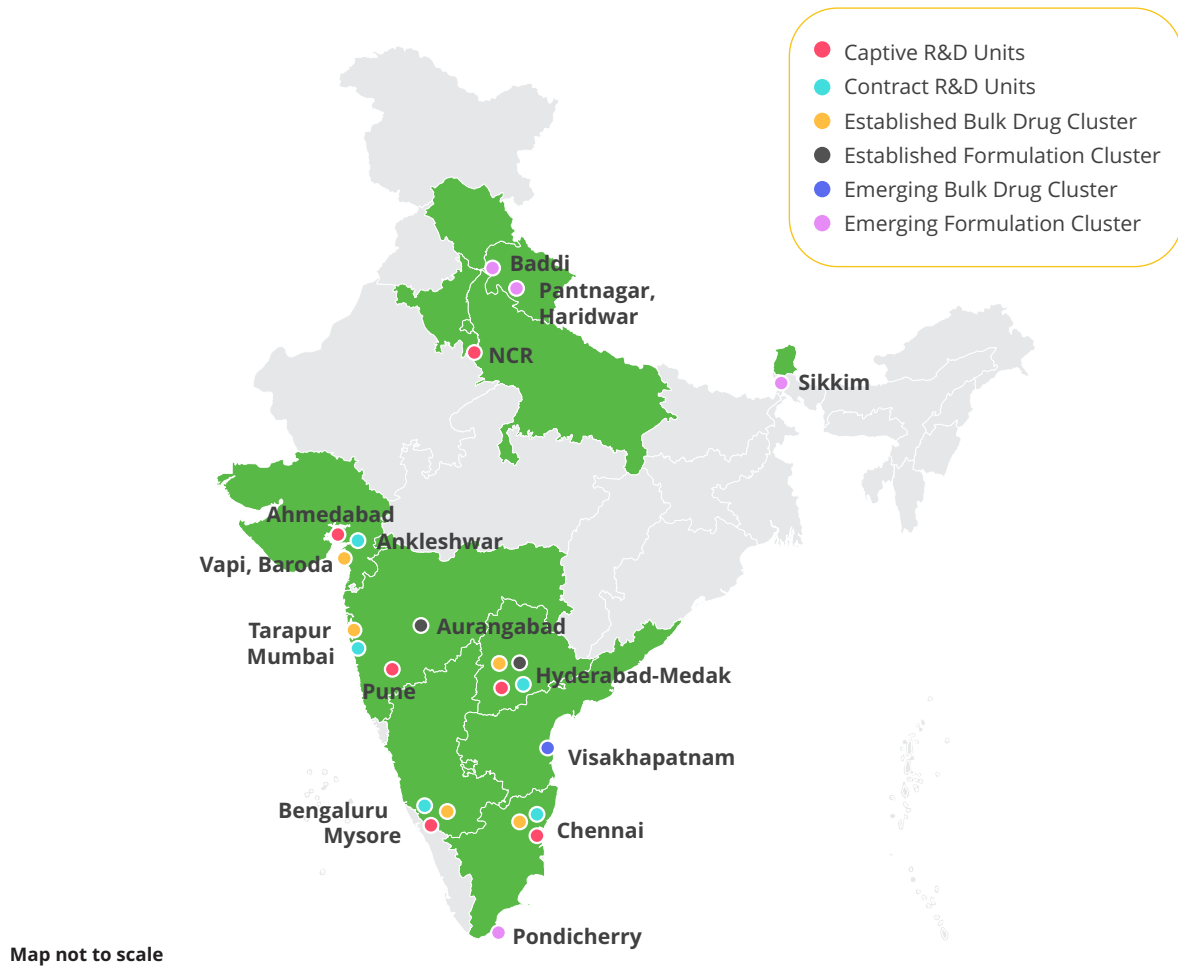 Captive R&D Units
Contract R&D Units
Established Bulk Drug Cluster
Established Formulation Cluster
Emerging Bulk Drug Cluster
Emerging Formulation Cluster
Baddi
Pantnagar,
Haridwar
NCR
Sikkim
Ahmedabad
Ankleshwar
Vapi, Baroda
Tarapur
Mumbai
Aurangabad
Pune
Hyderabad-Medak
Visakhapatnam
Bengaluru
Mysore
Chennai
Pondicherry
Map not to scale